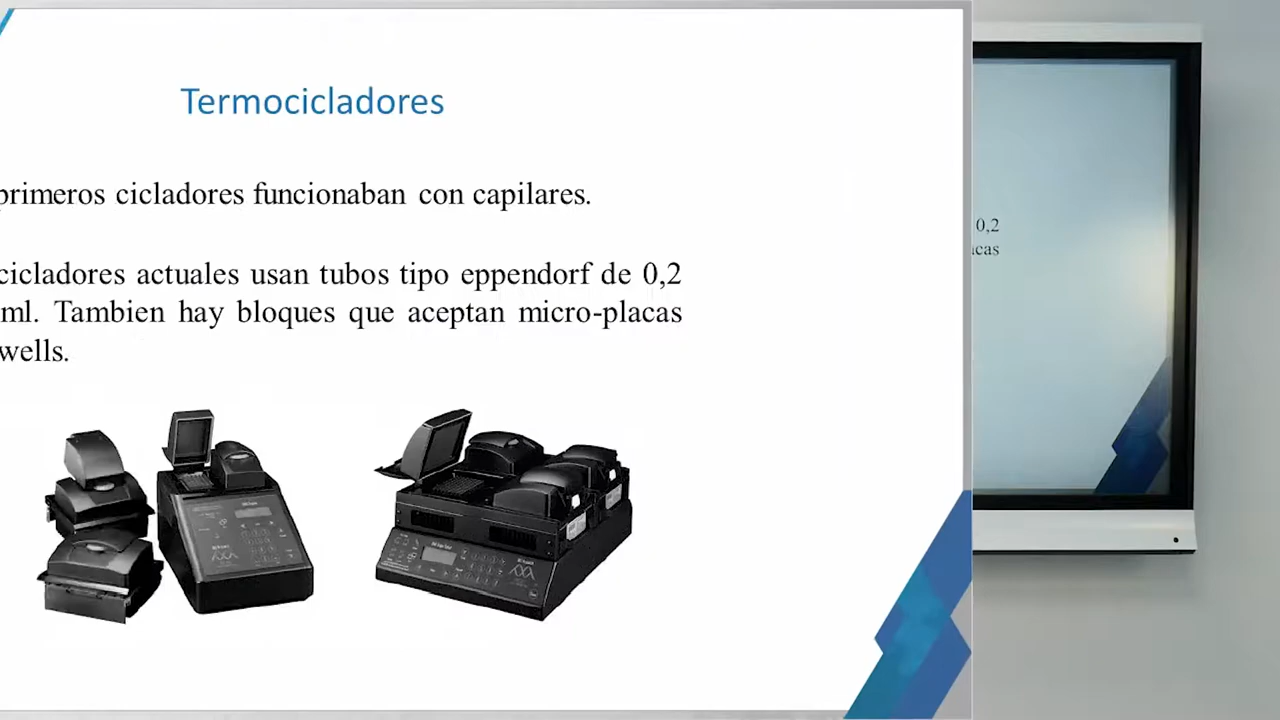 Termocicladores
primeros cicladores funcionaban con capilares.
cicladores actuales usan tubos tipo eppendorf de 0,2
ml. Tambien hay bloques que aceptan micro-placas
wells.
0,2